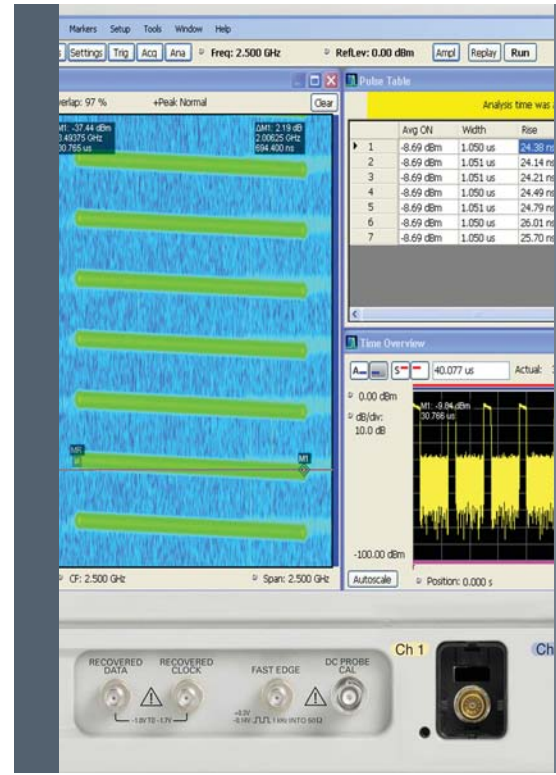 Markers Setup Tools Window Help
Settings Trig Acq Ana Freq: 2.500 GHz RefLev: 0.00 dBm Ampl Replay Run
Pulse Table
verlap: 97 % +Peak Normal Clear
Analysis time was
M1: -37.44 dBm ΔM1: 2.19 dB
3.49375 GHz 2.00625 GHz
30.765 us 694.400 ns
Avg ON Width Rise
1 -8.69 dBm 1.050 us 24.38 ns
2 -8.69 dBm 1.051 us 24.14 ns
3 -8.69 dBm 1.051 us 24.21 ns
4 -8.69 dBm 1.050 us 24.49 ns
5 -8.69 dBm 1.051 us 24.79 ns
6 -8.69 dBm 1.050 us 26.01 ns
7 -8.69 dBm 1.050 us 25.70 ns
Time Overview
40.077 us Actual:
0.00 dBm
dB/div:
10.0 dB
M1: -9.84 dBm
30.766 us
MR
M1
-100.00 dBm
CF: 2.500 GHz Span: 2.500 GHz Autoscale Position: 0.000 s
Ch 1 Ch
RECOVERED DATA RECOVERED CLOCK FAST EDGE DC PROBE CAL
1 kHz INTO 50Ω